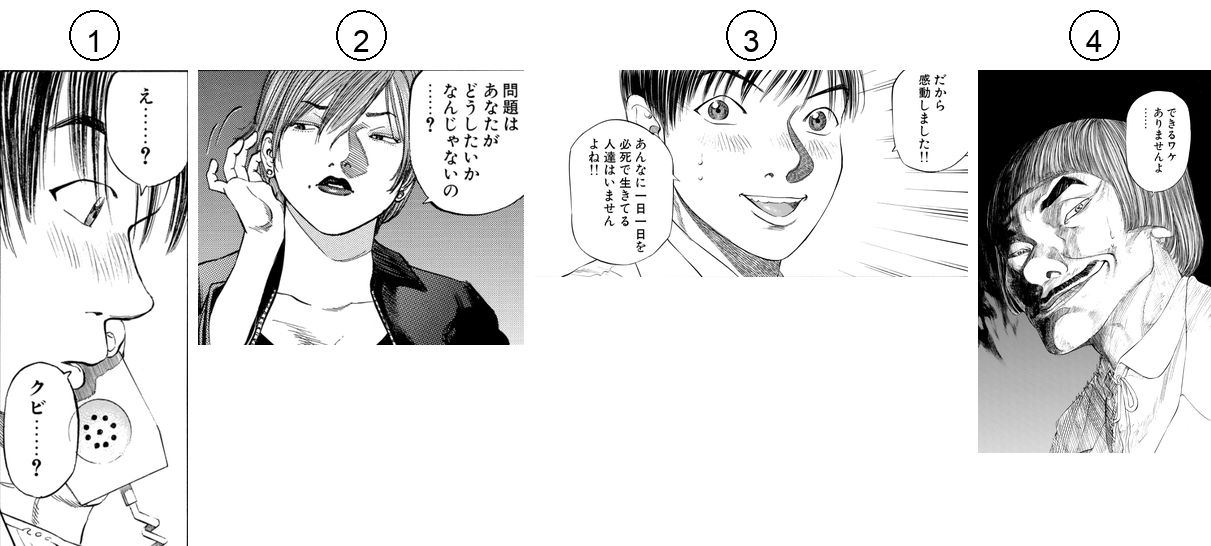 1
え……？
クビ……？
2
問題は
あなたが
どうしたいか
なんじゃないの
……？
3
だから
感動しました!!
あんなに一日一日を
必死で生きてる
人達はいません
よね!!
4
できるワケ
ありませんよ
……